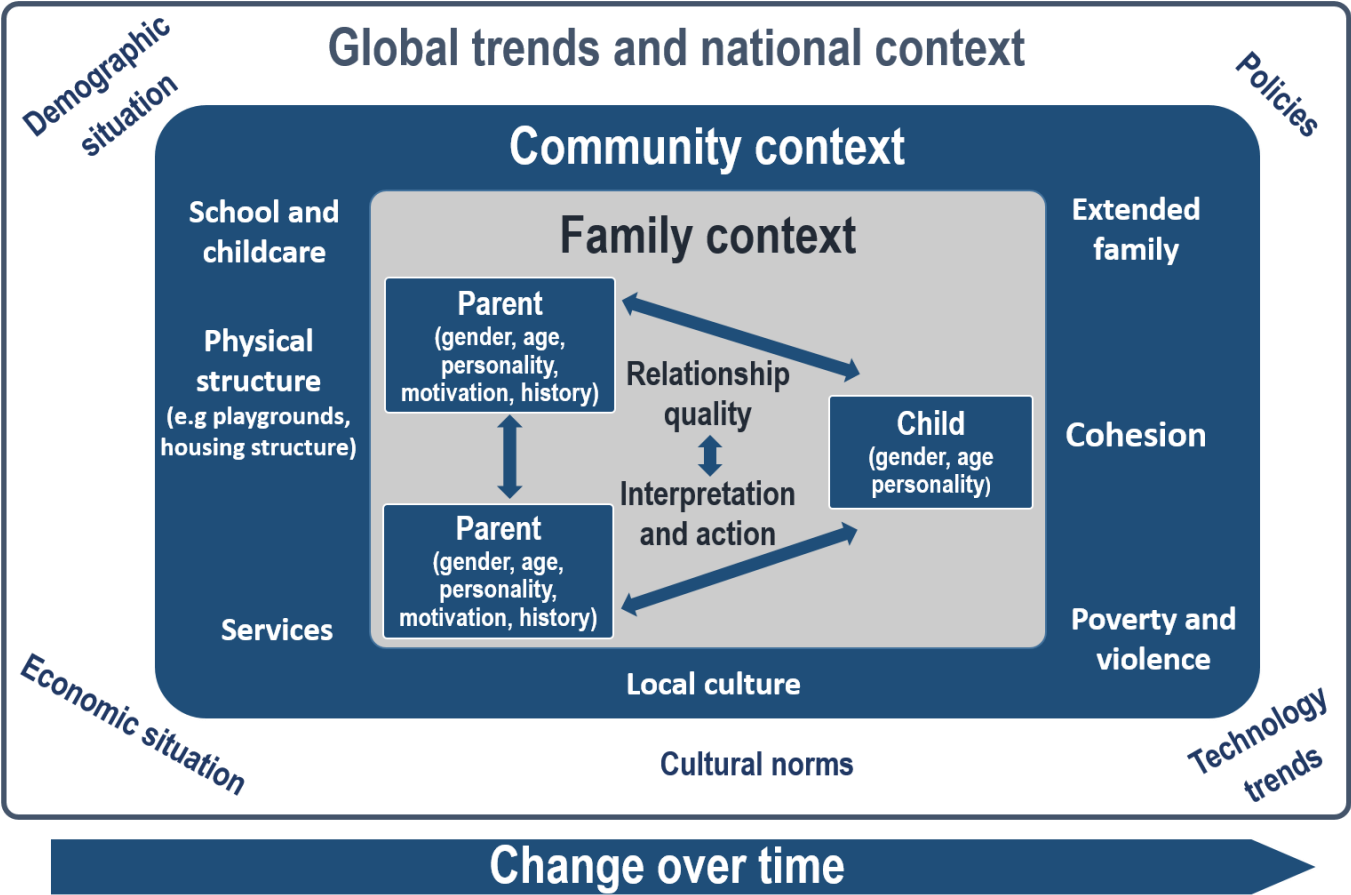 Global trends and national context
Demographic
situation
Policies
Community context
School and
childcare
Physical
structure
(e.g playgrounds,
housing structure)
Services
Family context
Parent
(gender, age,
personality,
motivation, history)
Relationship
quality
Interpretation
and action
Child
(gender, age
personality)
Parent
(gender, age,
personality,
motivation, history)
Extended
family
Cohesion
Poverty and
violence
Local culture
Economic situation
Cultural norms
Technology
trends
Change over time